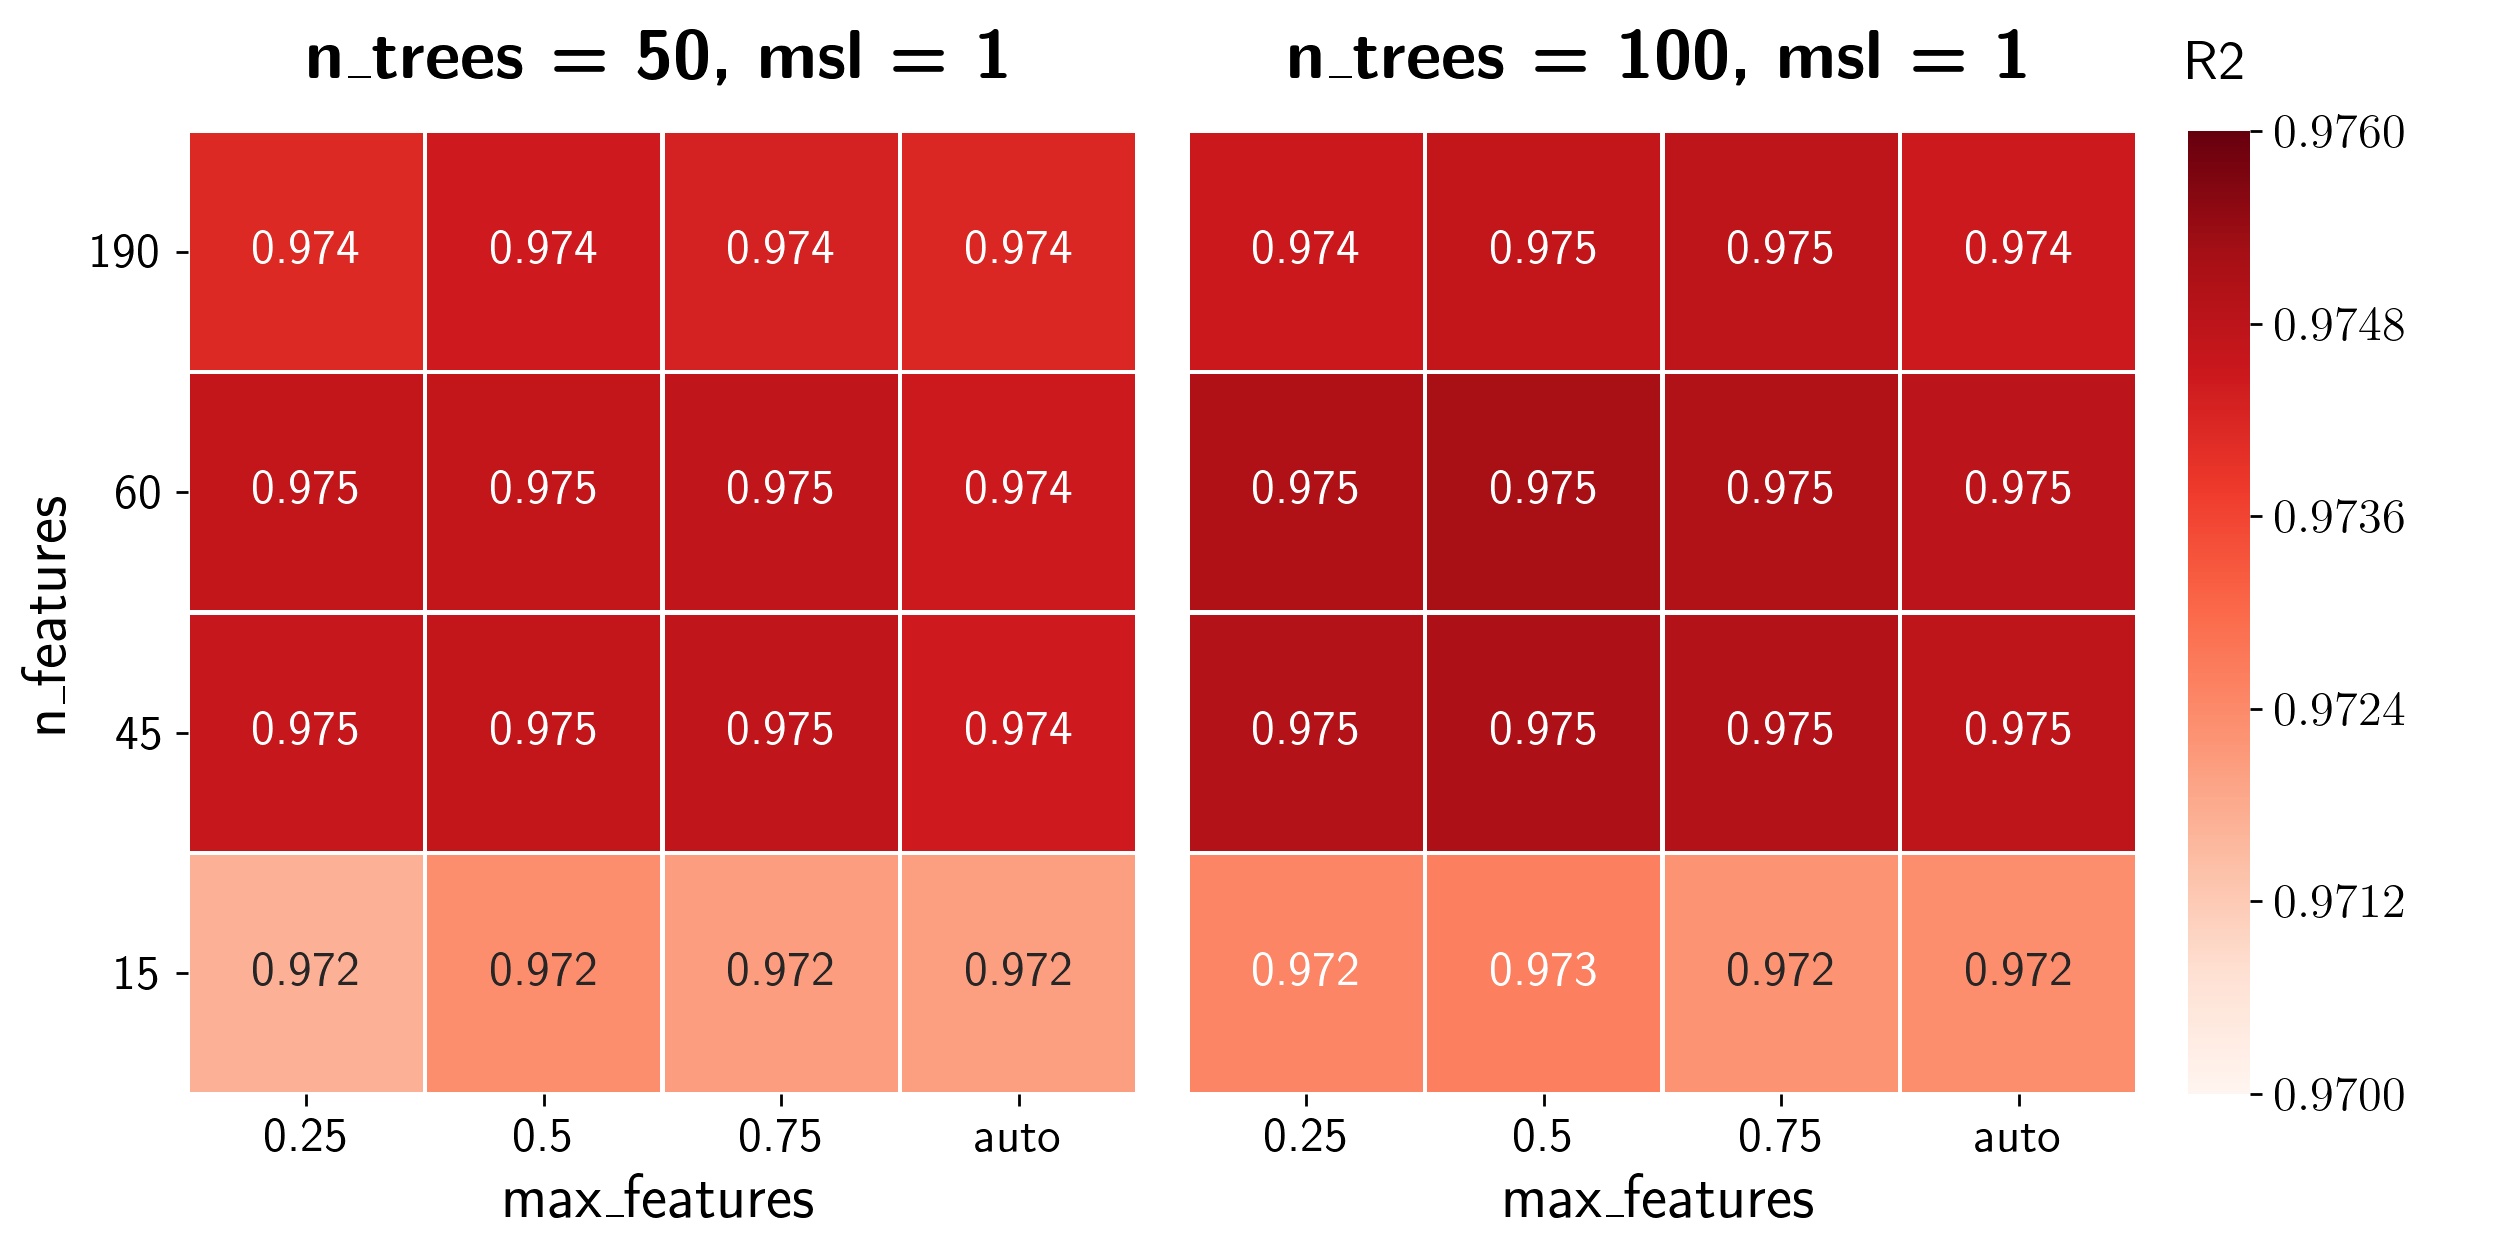 n_trees = 50, msl = 1
n_trees = 100, msl = 1
R2
n_features
190
0.974 0.974 0.974 0.974
0.974 0.975 0.975 0.974
60
0.975 0.975 0.975 0.974
0.975 0.975 0.975 0.975
45
0.975 0.975 0.975 0.974
0.975 0.975 0.975 0.975
15
0.972 0.972 0.972 0.972
0.972 0.973 0.972 0.972
0.25 0.5 0.75 auto
0.25 0.5 0.75 auto
max_features
max_features
0.9760
0.9748
0.9736
0.9724
0.9712
0.9700